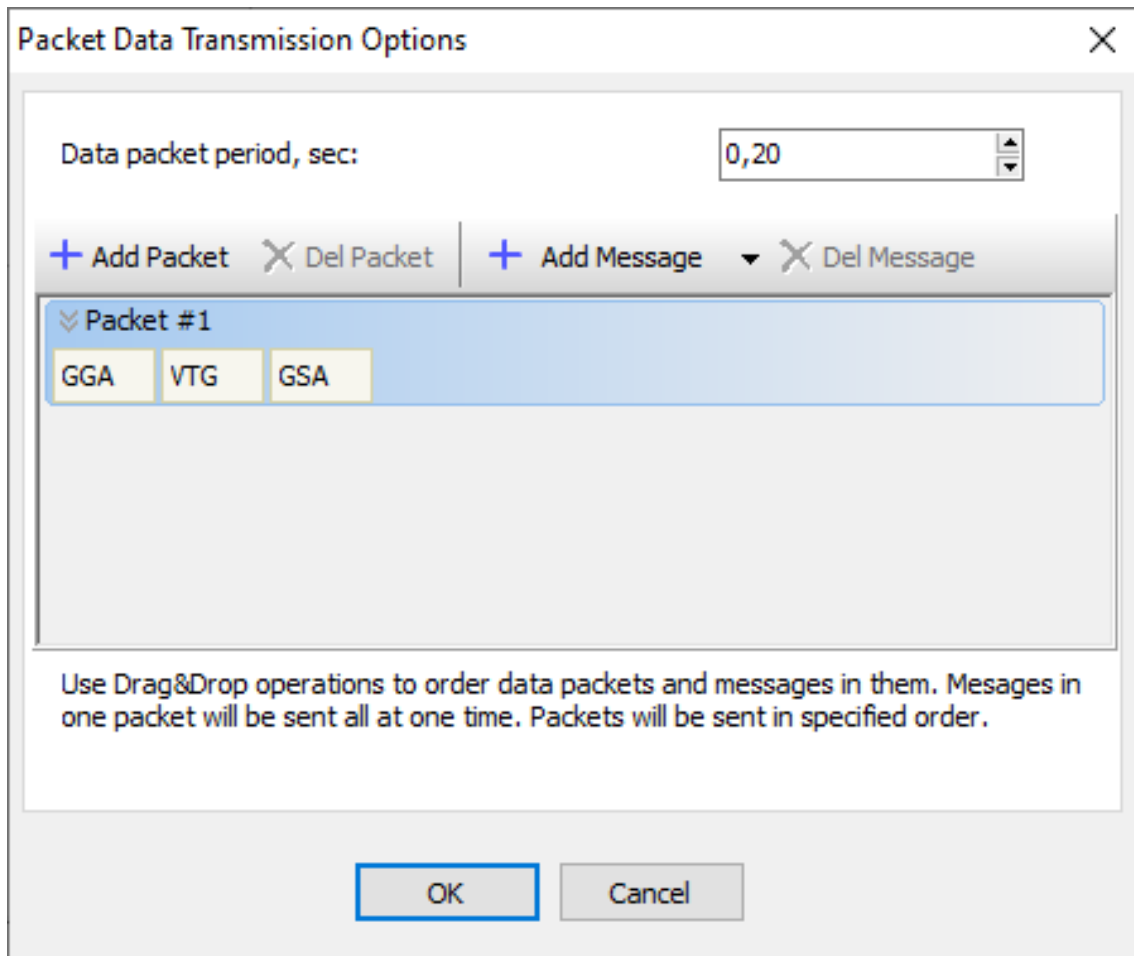 Packet Data Transmission Options
Data packet period, sec: 0,20
Add Packet Del Packet Add Message Del Message
Packet #1
GGA VTG GSA
Use Drag&Drop operations to order data packets and messages in them. Mesages in
one packet will be sent all at one time. Packets will be sent in specified order.
OK Cancel